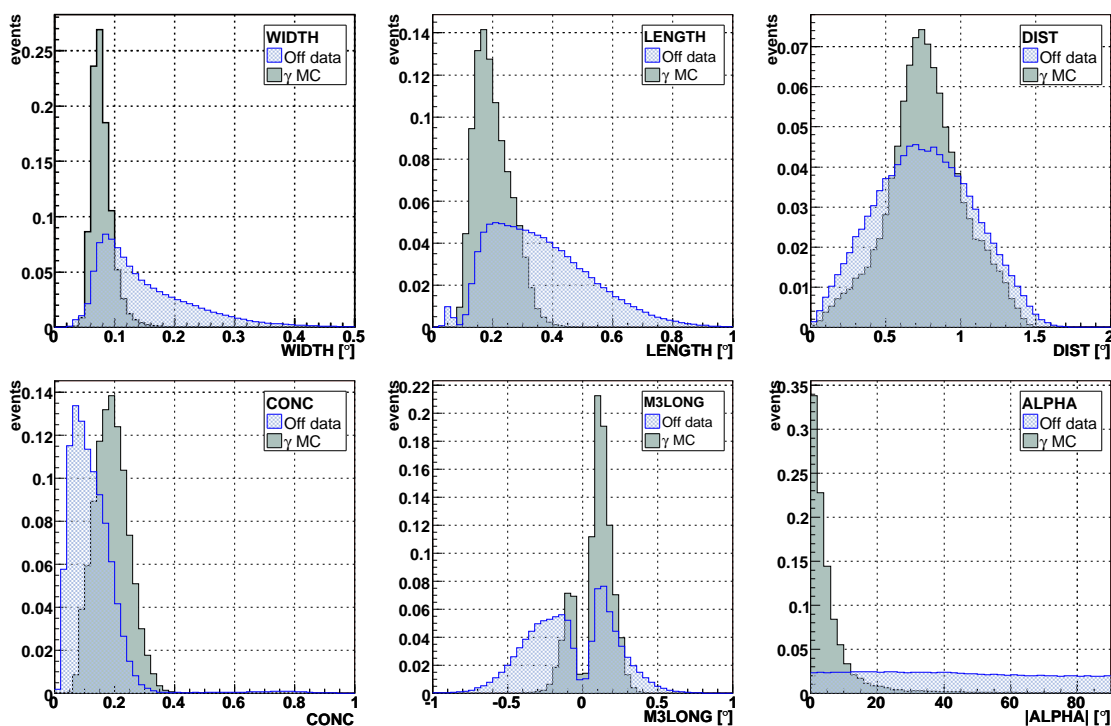 events
WIDTH
Off data
γ MC
0.25
0.2
0.15
0.1
0.05
0
0 0.1 0.2 0.3 0.4 0.5
WIDTH [°]
events
LENGTH
Off data
γ MC
0.14
0.12
0.1
0.08
0.06
0.04
0.02
0
0 0.2 0.4 0.6 0.8 1
LENGTH [°]
events
DIST
Off data
γ MC
0.07
0.06
0.05
0.04
0.03
0.02
0.01
0
0 0.5 1 1.5 2
DIST [°]
events
CONC
Off data
γ MC
0.14
0.12
0.1
0.08
0.06
0.04
0.02
0
0 0.2 0.4 0.6 0.8 1
CONC
events
M3LONG
Off data
γ MC
0.22
0.2
0.18
0.16
0.14
0.12
0.1
0.08
0.06
0.04
0.02
0
-1 -0.5 0 0.5 1
M3LONG [°]
events
ALPHA
Off data
γ MC
0.35
0.3
0.25
0.2
0.15
0.1
0.05
0
0 20 40 60 80
|ALPHA| [°]